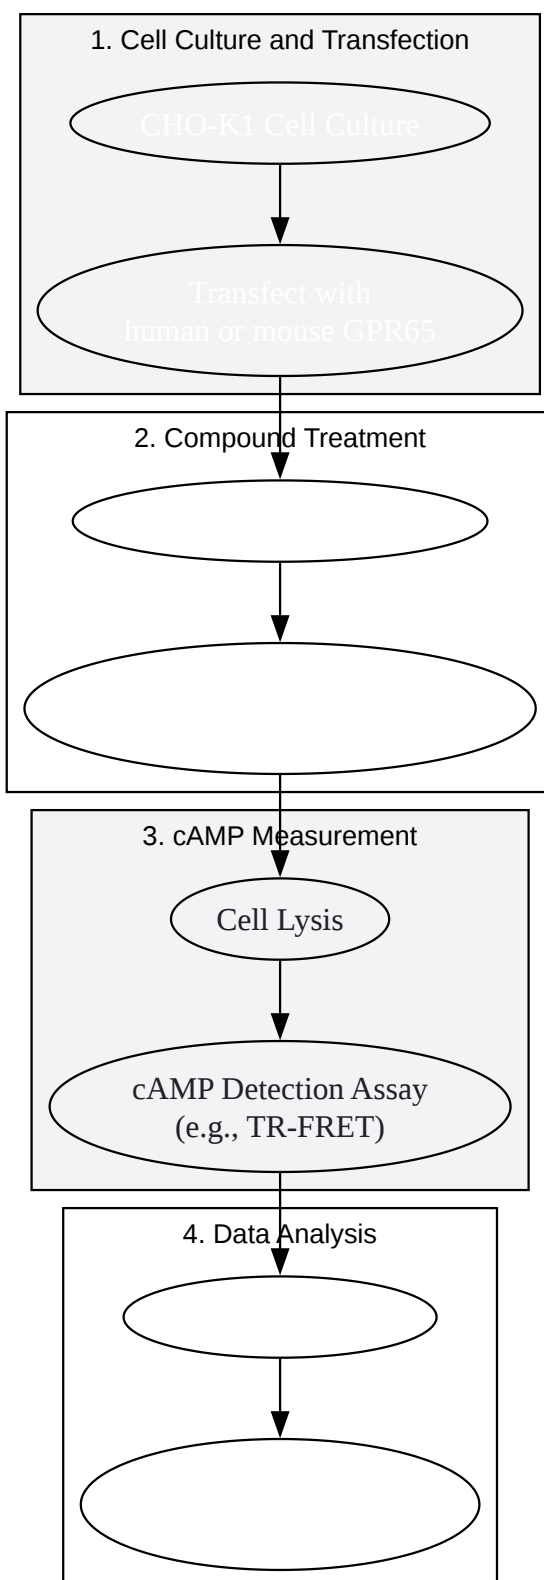 1. Cell Culture and Transfection
CHO-K1 Cell Culture
Transfect with
human or mouse GPR65
2. Compound Treatment
3. cAMP Measurement
Cell Lysis
cAMP Detection Assay
(e.g., TR-FRET)
4. Data Analysis